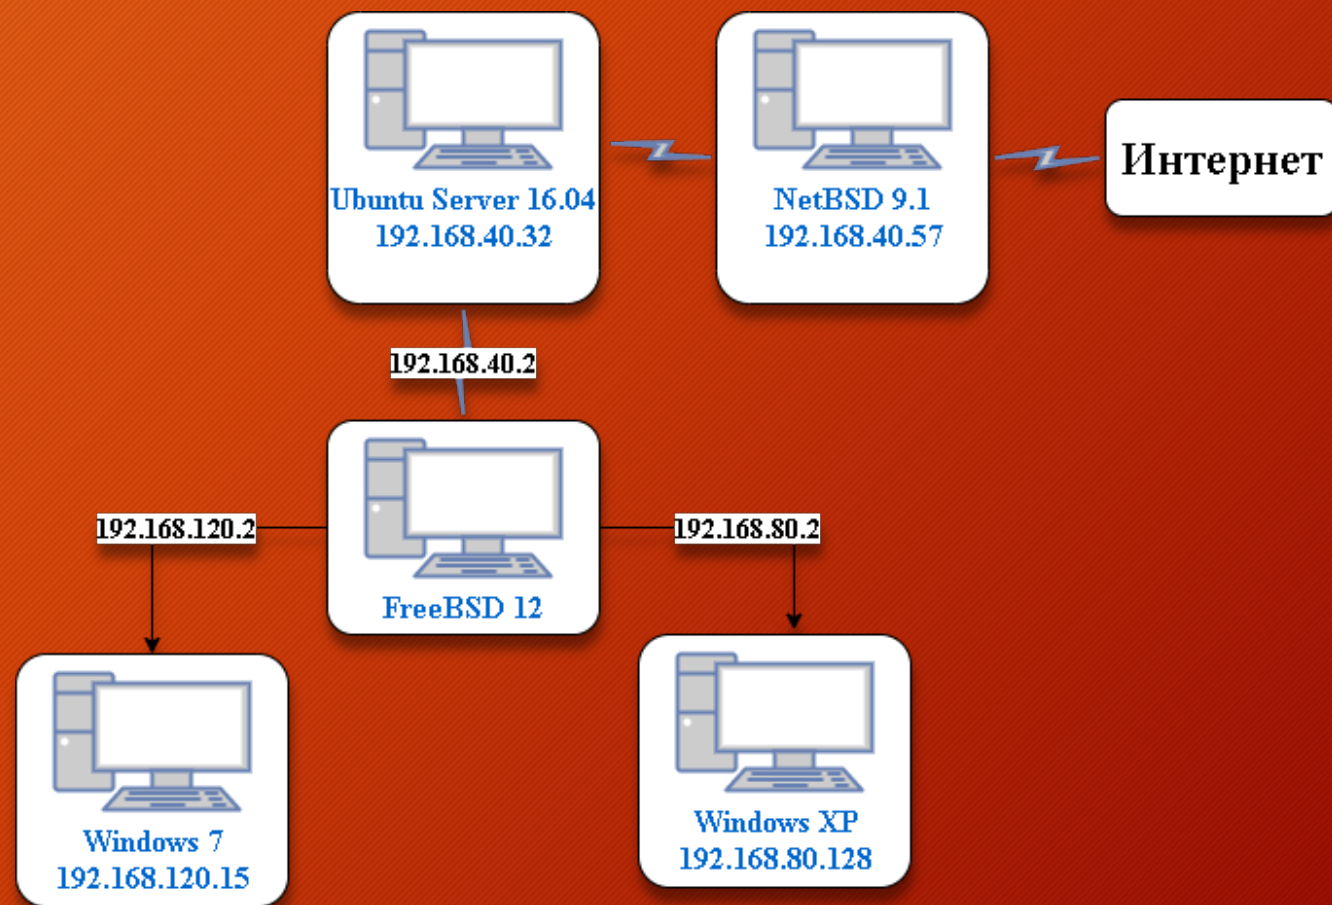 Ubuntu Server 16.04
192.168.40.32
NetBSD 9.1
192.168.40.57
Интернет
192.168.40.2
192.168.120.2
192.168.80.2
FreeBSD 12
Windows 7
192.168.120.15
Windows XP
192.168.80.128